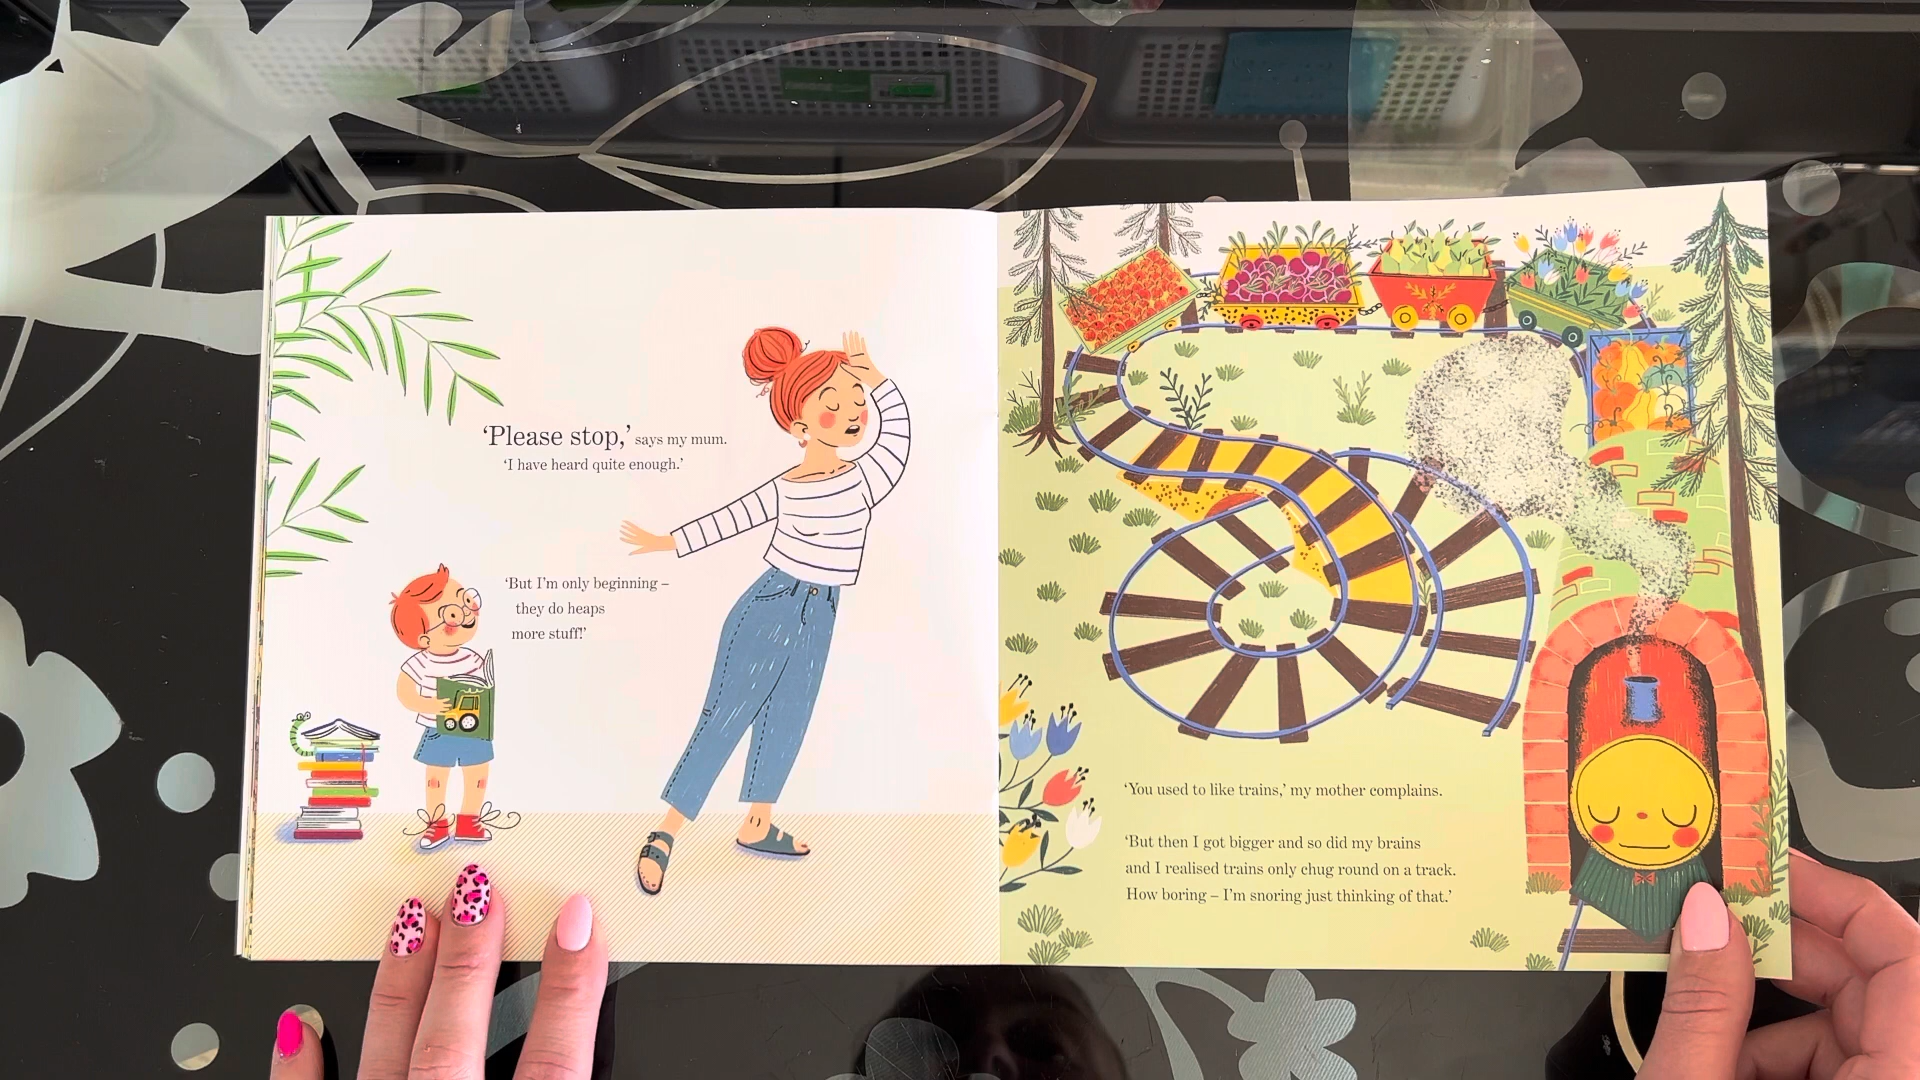 ‘Please stop,’ says my mum.
‘I have heard quite enough.’
‘But I’m only beginning –
they do heaps
more stuff!’
‘You used to like trains,’ my mother complains.
‘But then I got bigger and so did my brains
and I realised trains only chug round on a track.
How boring – I’m snoring just thinking of that.’